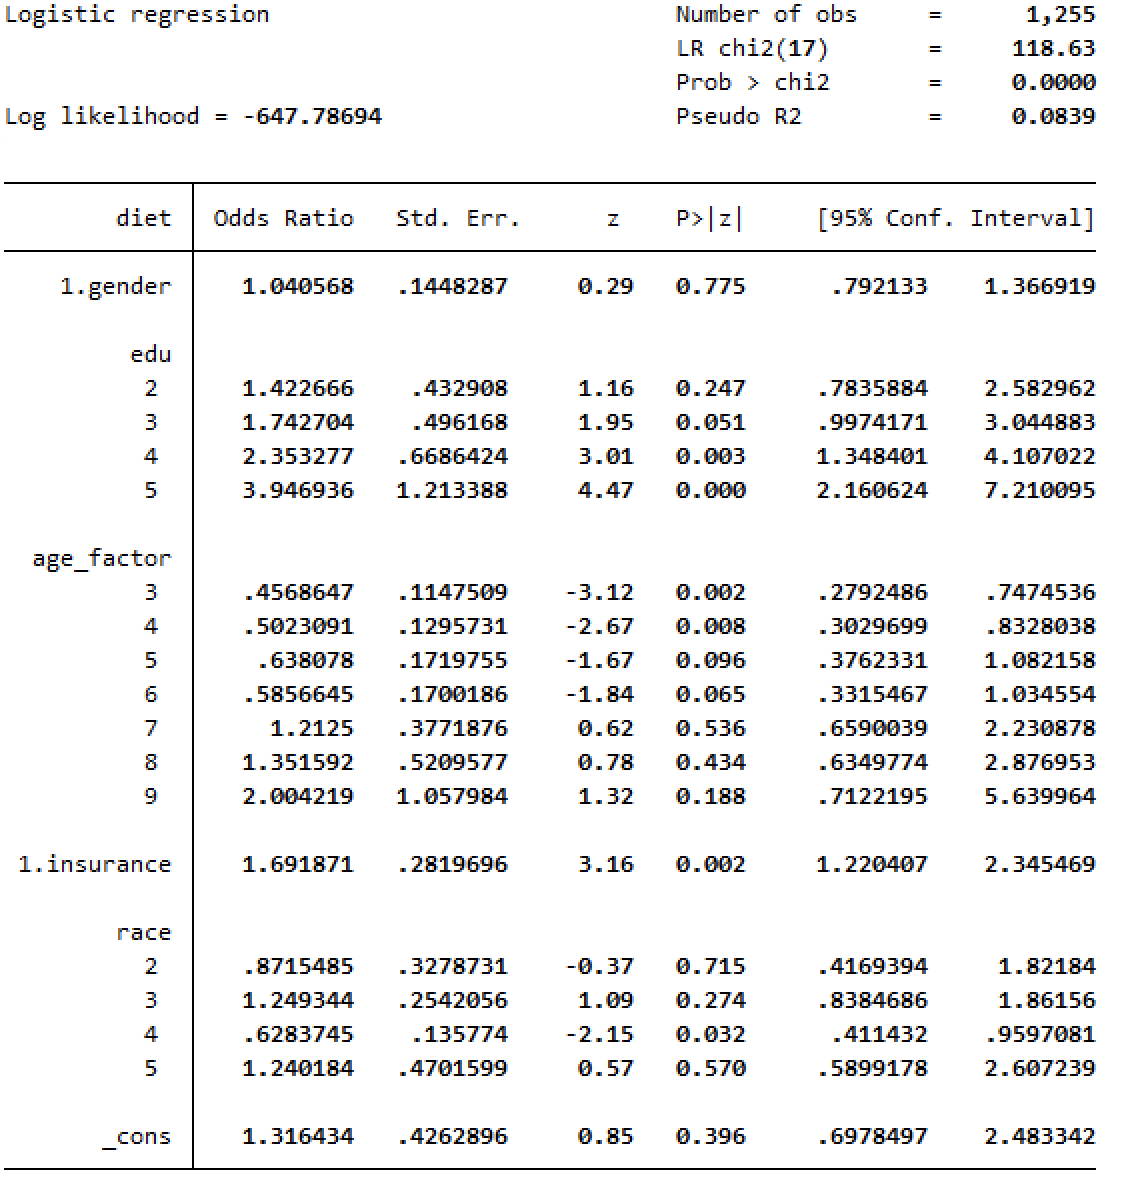 Logistic regression Number of obs = 1,255
LR chi2(17) = 118.63
Prob > chi2 = 0.0000
Log likelihood = -647.78694 Pseudo R2 = 0.0839
diet Odds Ratio Std. Err. z P>|z| [95% Conf. Interval]
1.gender 1.040568 .1448287 0.29 0.775 .792133 1.366919
edu
2 1.422666 .432908 1.16 0.247 .7835884 2.582962
3 1.742704 .496168 1.95 0.051 .9974171 3.044883
4 2.353277 .6686424 3.01 0.003 1.348401 4.107022
5 3.946936 1.213388 4.47 0.000 2.160624 7.210095
age_factor
3 .4568647 .1147509 -3.12 0.002 .2792486 .7474536
4 .5023091 .1295731 -2.67 0.008 .3029699 .8328038
5 .638078 .1719755 -1.67 0.096 .3762331 1.082158
6 .5856645 .1700186 -1.84 0.065 .3315467 1.034554
7 1.2125 .3771876 0.62 0.536 .6590039 2.230878
8 1.351592 .5209577 0.78 0.434 .6349774 2.876953
9 2.004219 1.057984 1.32 0.188 .7122195 5.639964
1.insurance 1.691871 .2819696 3.16 0.002 1.220407 2.345469
race
2 .8715485 .3278731 -0.37 0.715 .4169394 1.82184
3 1.249344 .2542056 1.09 0.274 .8384686 1.86156
4 .6283745 .135774 -2.15 0.032 .411432 .9597081
5 1.240184 .4701599 0.57 0.570 .5899178 2.607239
_cons 1.316434 .4262896 0.85 0.396 .6978497 2.483342